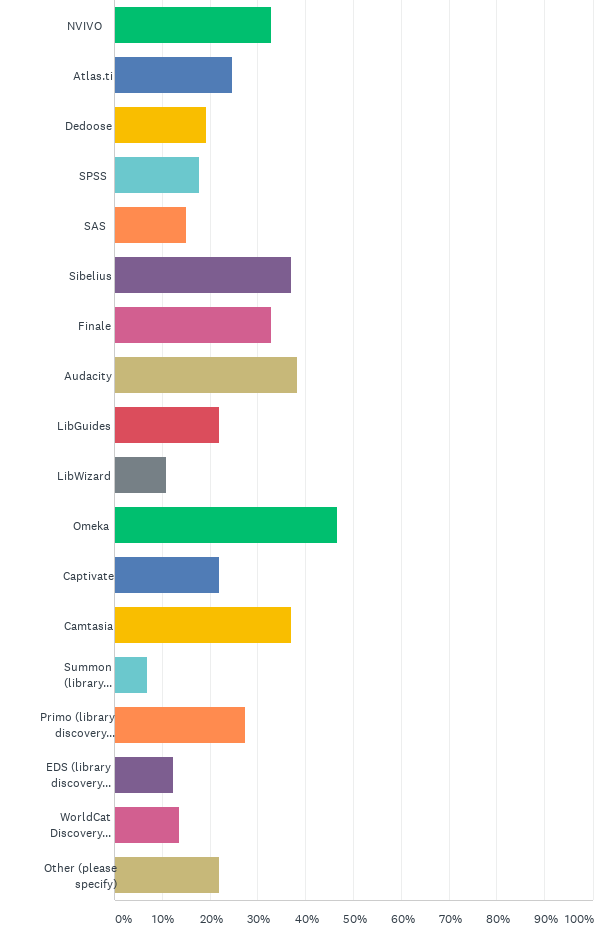 NVIVO
Atlas.ti
Dedoose
SPSS
SAS
Sibelius
Finale
Audacity
LibGuides
LibWizard
Omeka
Captivate
Camtasia
Summon
(library...
Primo (library
discovery...
EDS (library
discovery...
WorldCat
Discovery...
Other (please
specify)
0% 10% 20% 30% 40% 50% 60% 70% 80% 90% 100%